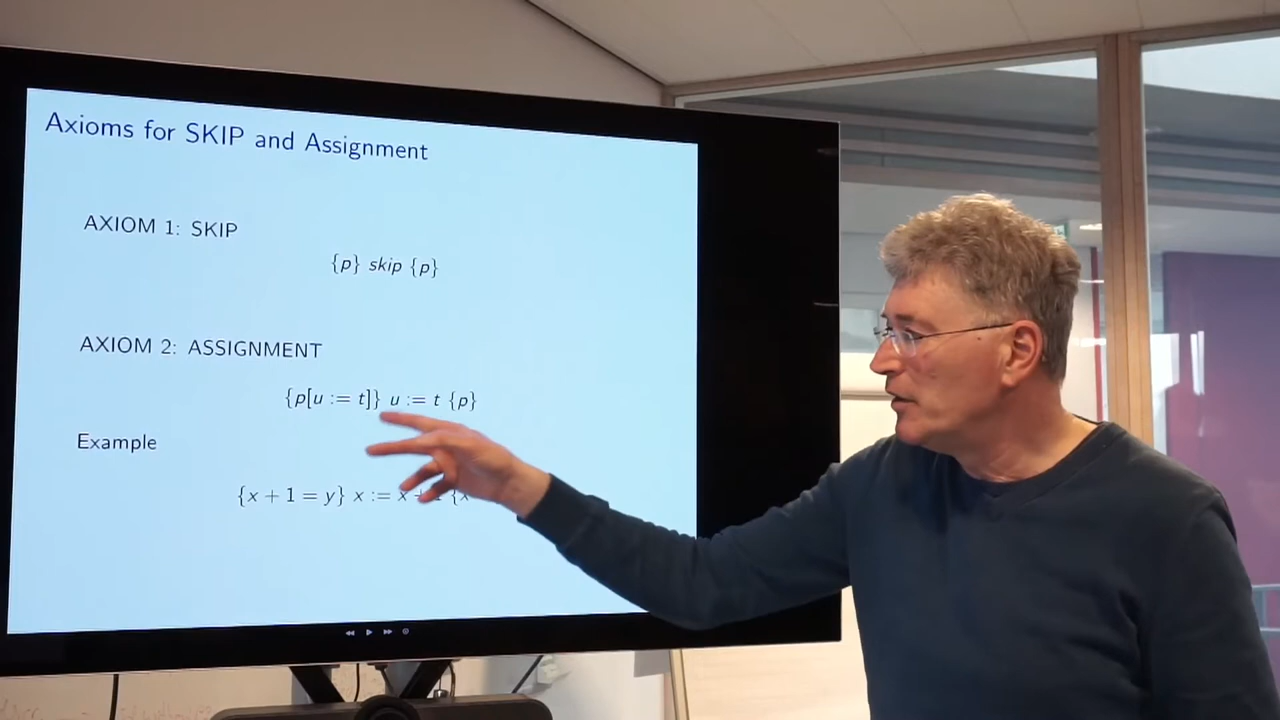 Axioms for SKIP and Assignment
AXIOM 1: SKIP
{p} skip {p}
AXIOM 2: ASSIGNMENT
{p[u := t]} u := t {p}
Example
{x + 1 = y} x := x + {x